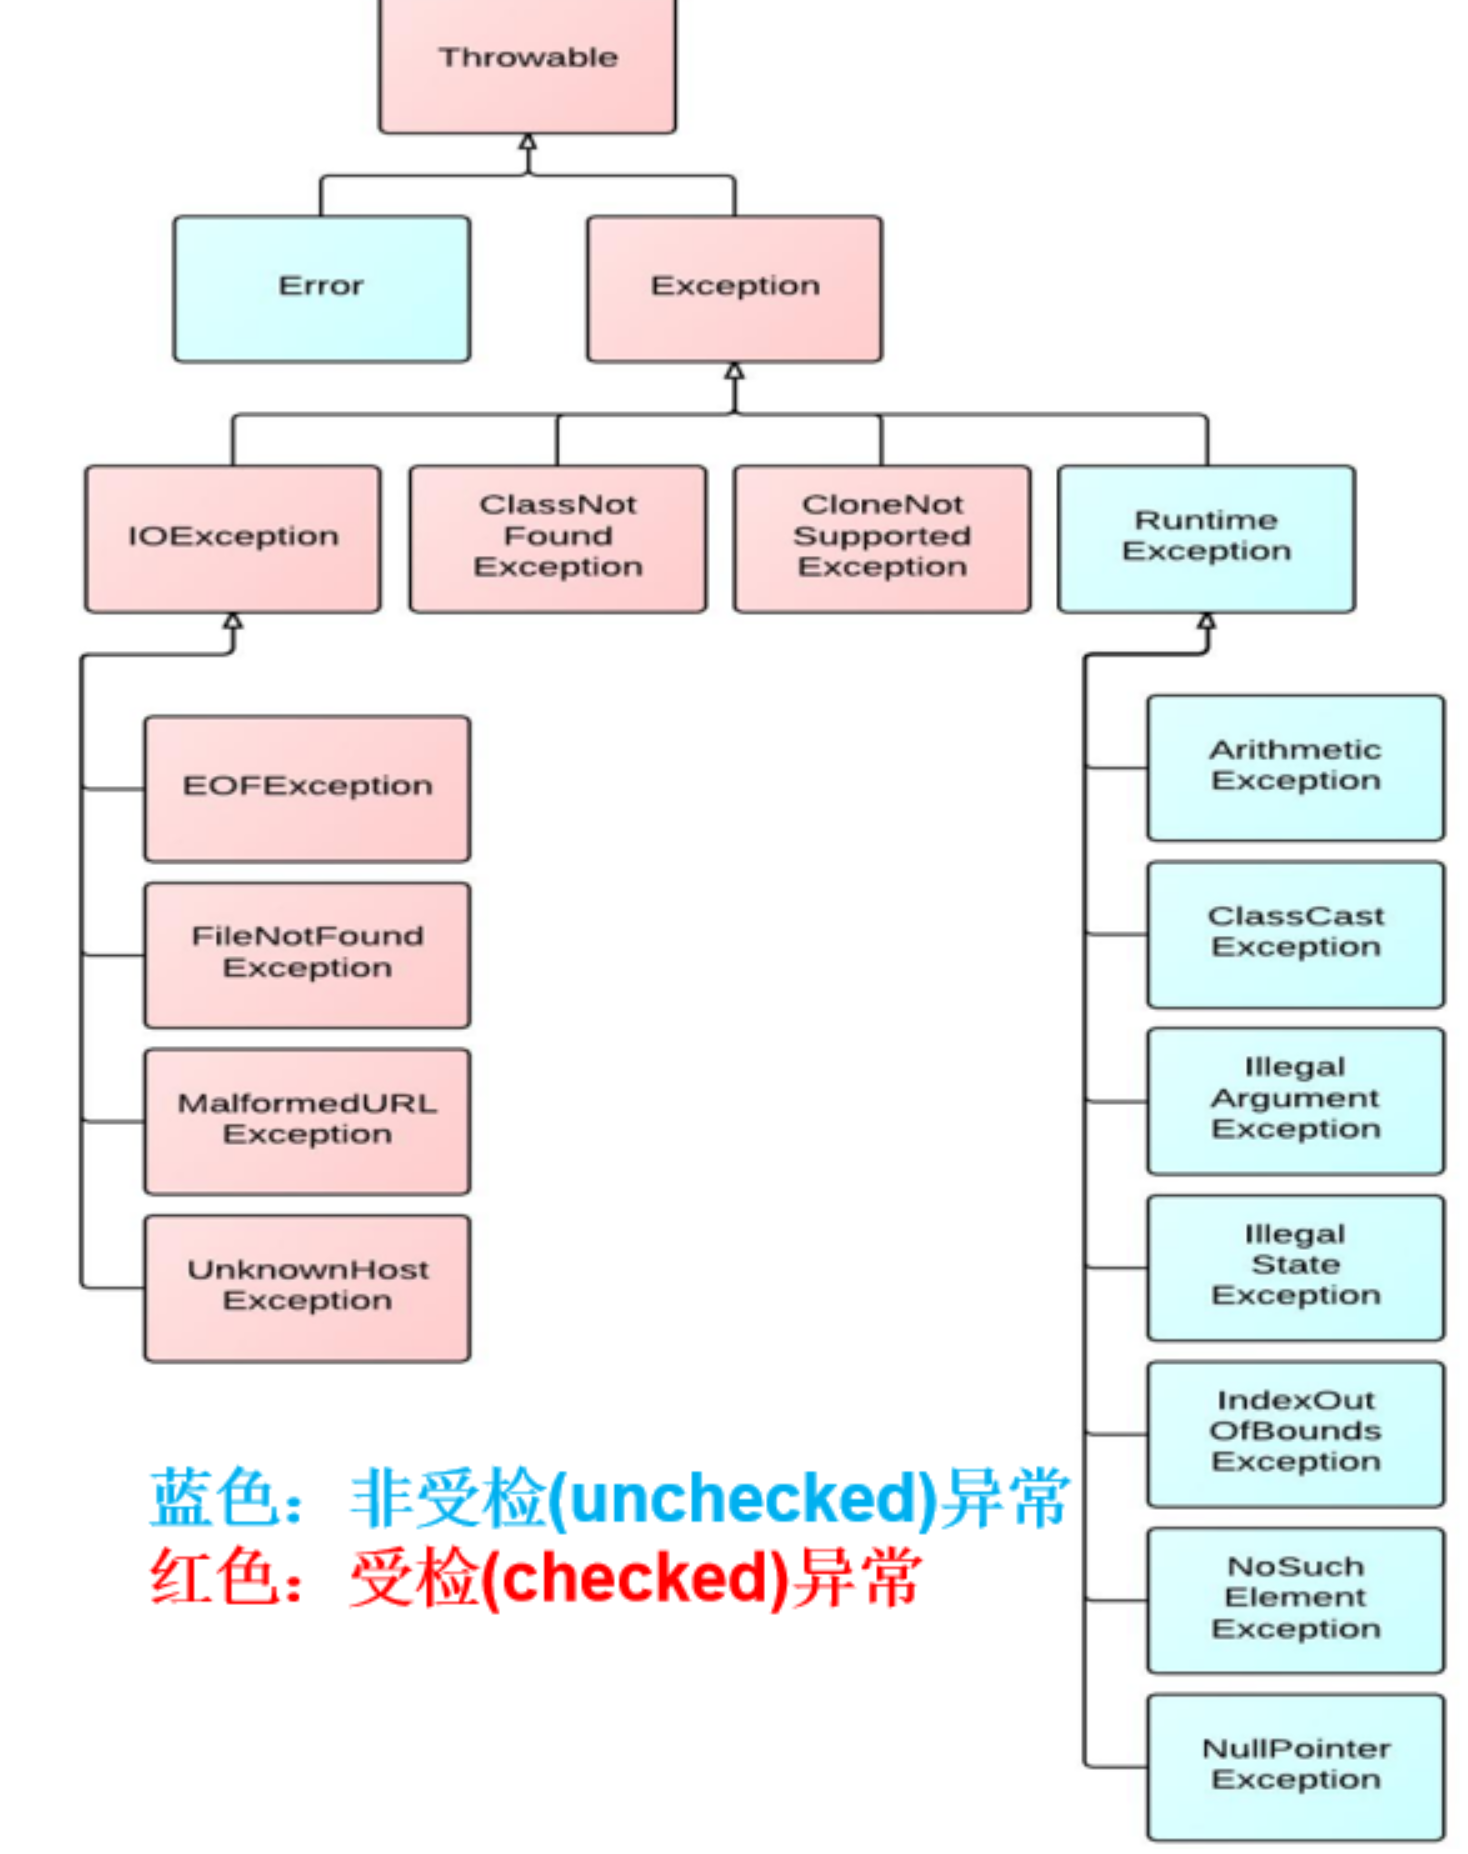 Throwable
Error
Exception
IOException
ClassNot
Found
Exception
CloneNot
Supported
Exception
Runtime
Exception
EOFException
FileNotFound
Exception
MalformedURL
Exception
UnknownHost
Exception
Arithmetic
Exception
ClassCast
Exception
Illegal
Argument
Exception
Illegal
State
Exception
IndexOut
OfBounds
Exception
NoSuch
Element
Exception
NullPointer
Exception
蓝色：非受检(unchecked)异常
红色：受检(checked)异常